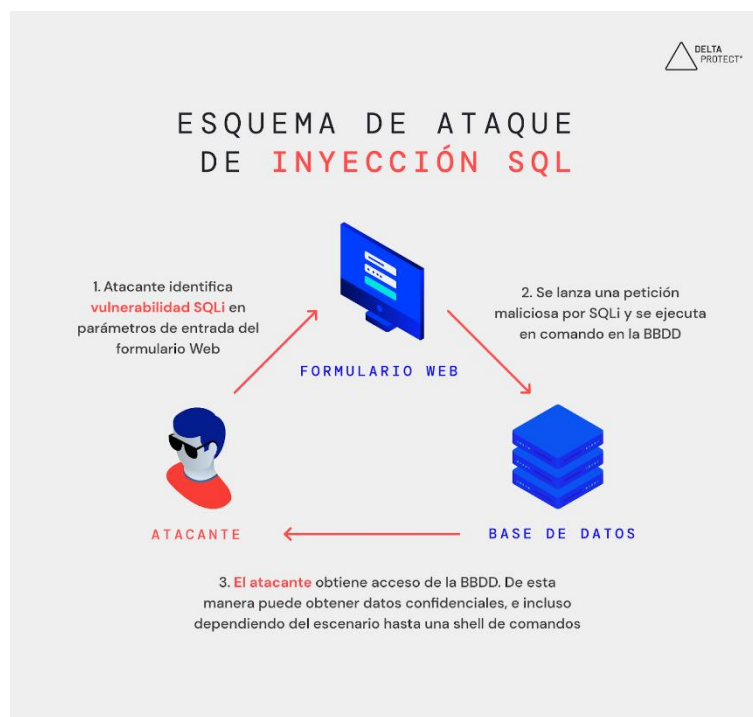 DELTA
PROTECT®
ESQUEMA DE ATAQUE
DE INYECCIÓN SQL
1. Atacante identifica
vulnerabilidad SQLi en
parámetros de entrada del
formulario Web
2. Se lanza una petición
maliciosa por SQLi y se ejecuta
en comando en la BBDD
FORMULARIO WEB
ATACANTE
BASE DE DATOS
3. El atacante obtiene acceso de la BBDD. De esta
manera puede obtener datos confidenciales, e incluso
dependiendo del escenario hasta una shell de comandos